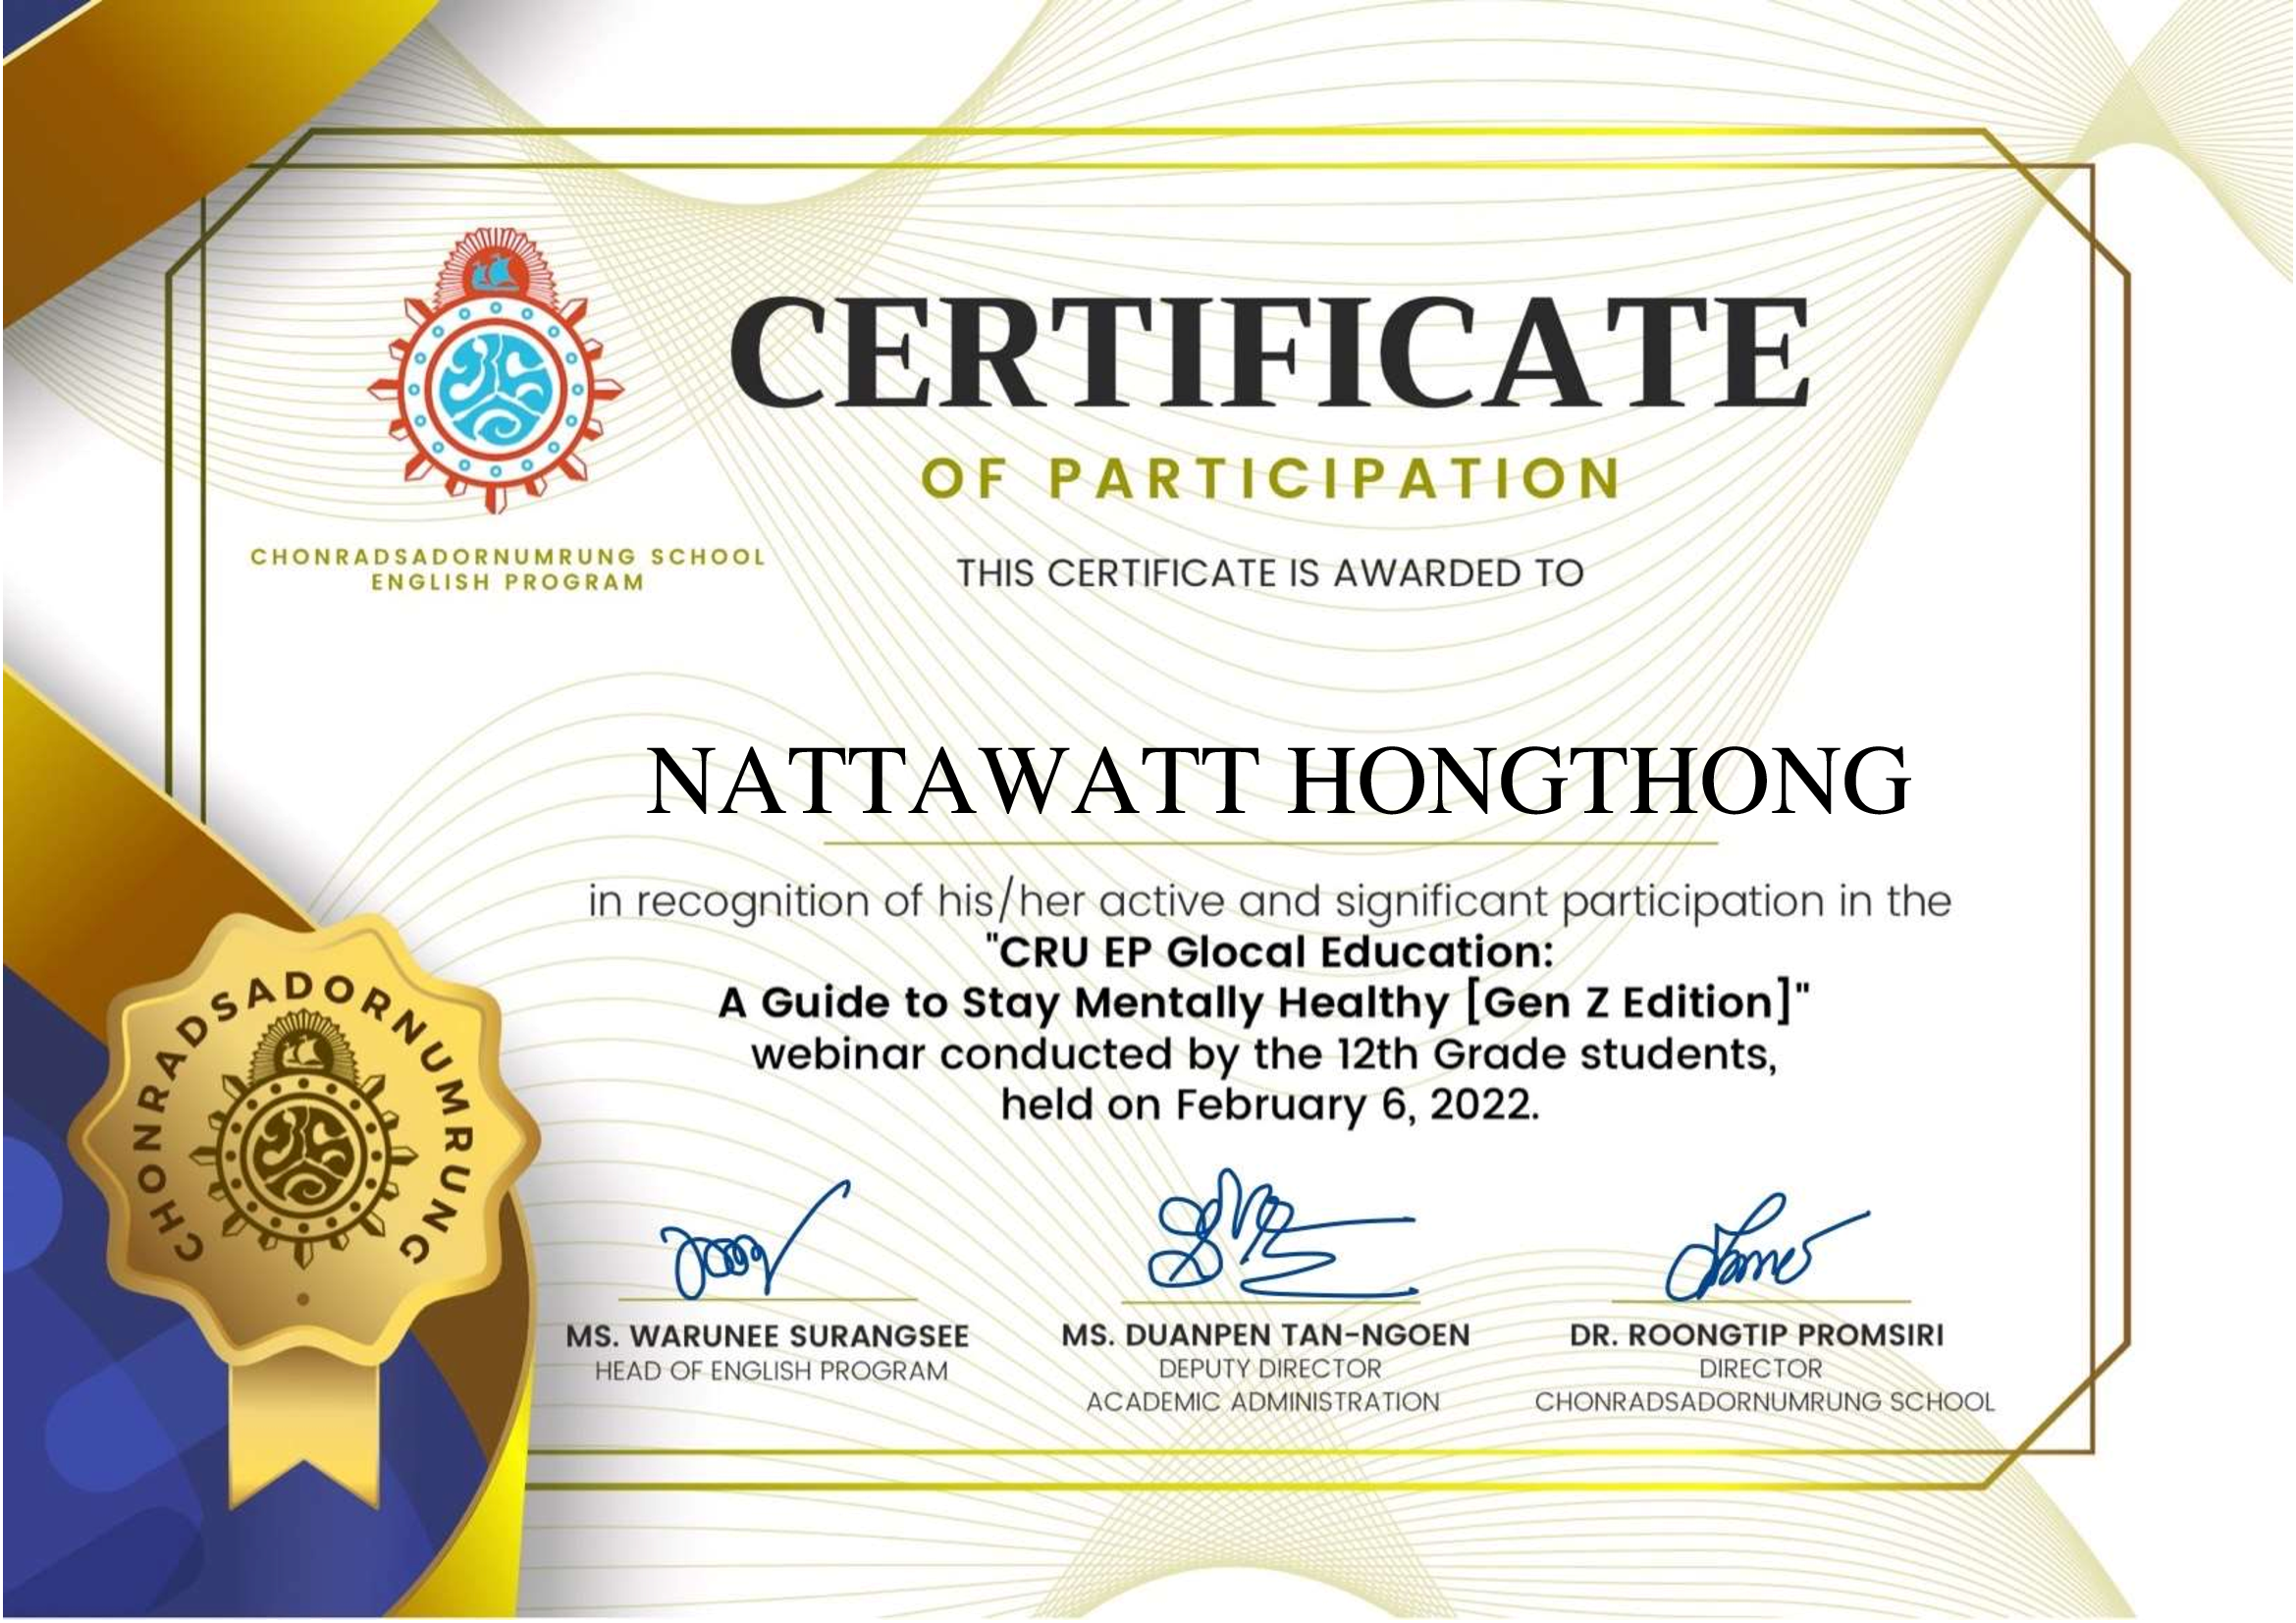 CERTIFICATE
OF PARTICIPATION
CHONRADSADORNUMRUNG SCHOOL
ENGLISH PROGRAM
THIS CERTIFICATE IS AWARDED TO
NATTAWATT HONGTHONG
in recognition of his/her active and significant participation in the
"CRU EP Glocal Education:
A Guide to Stay Mentally Healthy [Gen Z Edition]"
webinar conducted by the 12th Grade students,
held on February 6, 2022.
CHONRADSADORNUMRUNG
MS. WARUNEE SURANGSEE
HEAD OF ENGLISH PROGRAM
MS. DUANPEN TAN-NGOEN
DEPUTY DIRECTOR
ACADEMIC ADMINISTRATION
DR. ROONGTIP PROMSIRI
DIRECTOR
CHONRADSADORNUMRUNG SCHOOL